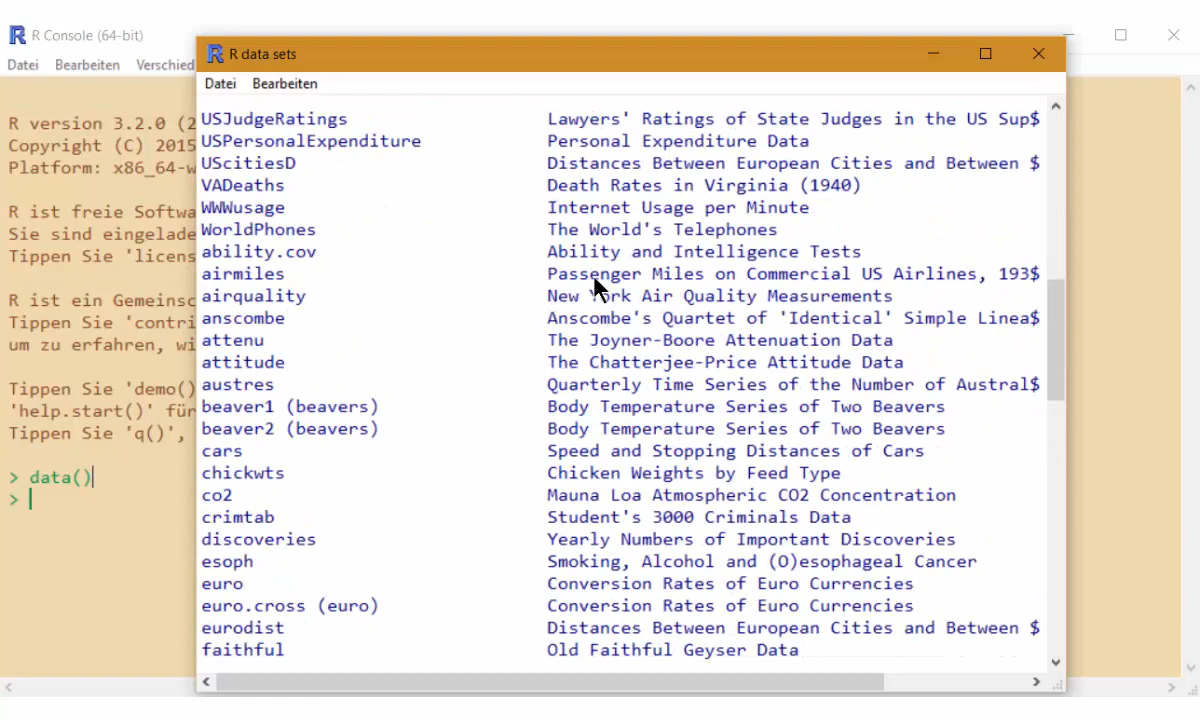 R Console (64-bit)
Datei Bearbeiten Verschied
R version 3.2.0 (2
Copyright (C) 2015
Platform: x86_64-w
R ist freie Softwa
Sie sind eingelade
Tippen Sie 'licens
R ist ein Gemeinsc
Tippen Sie 'contri
um zu erfahren, wi
Tippen Sie 'demo()
'help.start()' für
Tippen Sie 'q()',
> data()
>
R data sets
Datei Bearbeiten
USJudgeRatings Lawyers' Ratings of State Judges in the US Sup$
USPersonalExpenditure Personal Expenditure Data
UScitiesD Distances Between European Cities and Between $
VADeaths Death Rates in Virginia (1940)
WWWusage Internet Usage per Minute
WorldPhones The World's Telephones
ability.cov Ability and Intelligence Tests
airmiles Passenger Miles on Commercial US Airlines, 193$
airquality New York Air Quality Measurements
anscombe Anscombe's Quartet of 'Identical' Simple Linea$
attenu The Joyner-Boore Attenuation Data
attitude The Chatterjee-Price Attitude Data
austres Quarterly Time Series of the Number of Austral$
beaver1 (beavers) Body Temperature Series of Two Beavers
beaver2 (beavers) Body Temperature Series of Two Beavers
cars Speed and Stopping Distances of Cars
chickwts Chicken Weights by Feed Type
co2 Mauna Loa Atmospheric CO2 Concentration
crimtab Student's 3000 Criminals Data
discoveries Yearly Numbers of Important Discoveries
esoph Smoking, Alcohol and (O)esophageal Cancer
euro Conversion Rates of Euro Currencies
euro.cross (euro) Conversion Rates of Euro Currencies
eurodist Distances Between European Cities and Between $
faithful Old Faithful Geyser Data